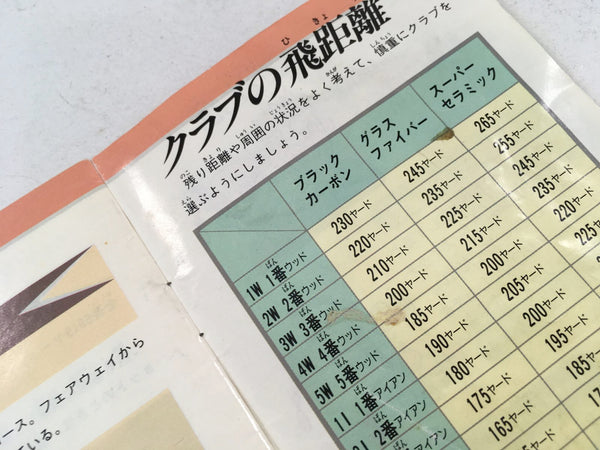 クラブの飛距離
残り距離や周囲の状況をよく考えて、慎重にクラブを
選ぶようにしましょう。
ブラック
カーボン
グラス
ファイバー
スーパー
セラミック
1W 1番ウッド 230ヤード 245ヤード 265ヤード
2W 2番ウッド 220ヤード 235ヤード 255ヤード
3W 3番ウッド 210ヤード 225ヤード 245ヤード
4W 4番ウッド 200ヤード 215ヤード 235ヤード
5W 5番ウッド 185ヤード 200ヤード 220
1I 1番アイアン 190ヤード 205ヤード
2番アイアン 180ヤード 200ヤード
175ヤード 195ヤード
165ヤード 185
ース。フェアウェイから
いる。